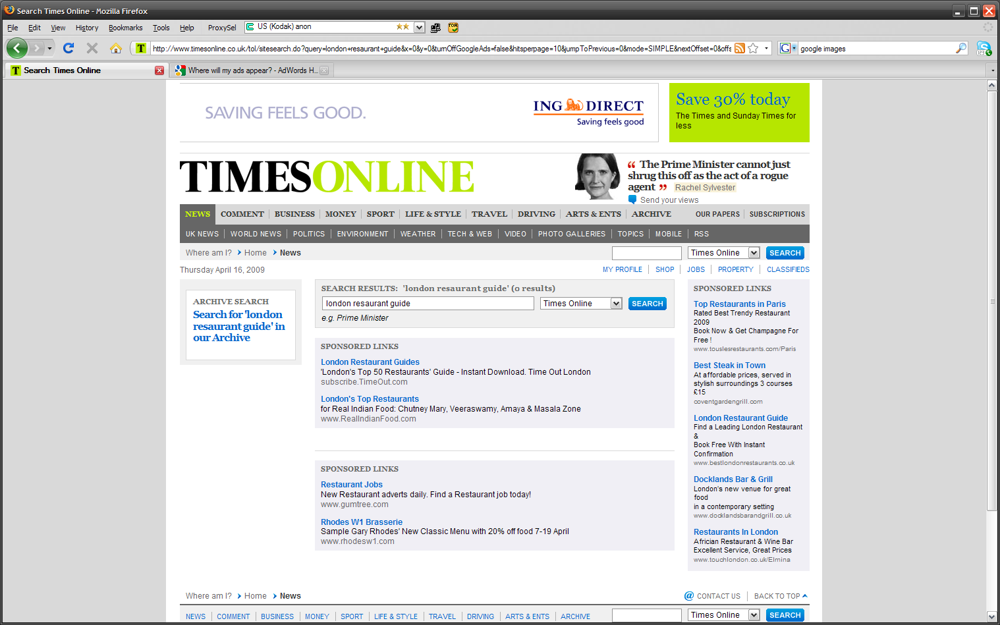 Search Times Online - Mozilla Firefox
File Edit View History Bookmarks Tools Help ProxySel US (Kodak) anon
http://www.timesonline.co.uk/tol/sitesearch.do?query=london+resaurant+guide&x=0&y=0&turnOffGoogleAds=false&hitsperpage=10&jumpToPrevious=0&mode=SIMPLE&nextOffset=0&offs google images
Search Times Online Where will my ads appear? - AdWords H...
SAVING FEELS GOOD.
ING DIRECT
Saving feels good
Save 30% today
The Times and Sunday Times for
less
TIMESONLINE
“ The Prime Minister cannot just
shrug this off as the act of a rogue
agent ” Rachel Sylvester
Send your views
NEWS COMMENT BUSINESS MONEY SPORT LIFE & STYLE TRAVEL DRIVING ARTS & ENTS ARCHIVE OUR PAPERS SUBSCRIPTIONS
UK NEWS WORLD NEWS POLITICS ENVIRONMENT WEATHER TECH & WEB VIDEO PHOTO GALLERIES TOPICS MOBILE RSS
Where am I? Home News Times Online SEARCH
Thursday April 16, 2009 MY PROFILE SHOP JOBS PROPERTY CLASSIFIEDS
ARCHIVE SEARCH
Search for 'london
resaurant guide' in
our Archive
SEARCH RESULTS: 'london resaurant guide' (0 results)
london resaurant guide Times Online SEARCH
e.g. Prime Minister
SPONSORED LINKS
London Restaurant Guides
'London's Top 50 Restaurants' Guide - Instant Download. Time Out London
subscribe.TimeOut.com
London's Top Restaurants
for Real Indian Food: Chutney Mary, Veeraswamy, Amaya & Masala Zone
www.RealIndianFood.com
SPONSORED LINKS
Restaurant Jobs
New Restaurant adverts daily. Find a Restaurant job today!
www.gumtree.com
Rhodes W1 Brasserie
Sample Gary Rhodes' New Classic Menu with 20% off food 7-19 April
www.rhodesw1.com
SPONSORED LINKS
Top Restaurants in Paris
Rated Best Trendy Restaurant
2009
Book Now & Get Champagne For
Free !
www.touslesrestaurants.com/Paris
Best Steak in Town
At affordable prices, served in
stylish surroundings 3 courses
£15
coventgardengrill.com
London Restaurant Guide
Find a Leading London Restaurant
&
Book Free With Instant
Confirmation
www.bestlondonrestaurants.co.uk
Docklands Bar & Grill
London's new venue for great
food
in a contemporary setting
www.docklandsbarandgrill.co.uk
Restaurants In London
Africian Restaurant & Wine Bar
Excellent Service, Great Prices
www.touchlondon.co.uk/Elmina
Where am I? Home News @ CONTACT US BACK TO TOP
NEWS COMMENT BUSINESS MONEY SPORT LIFE & STYLE TRAVEL DRIVING ARTS & ENTS ARCHIVE Times Online SEARCH